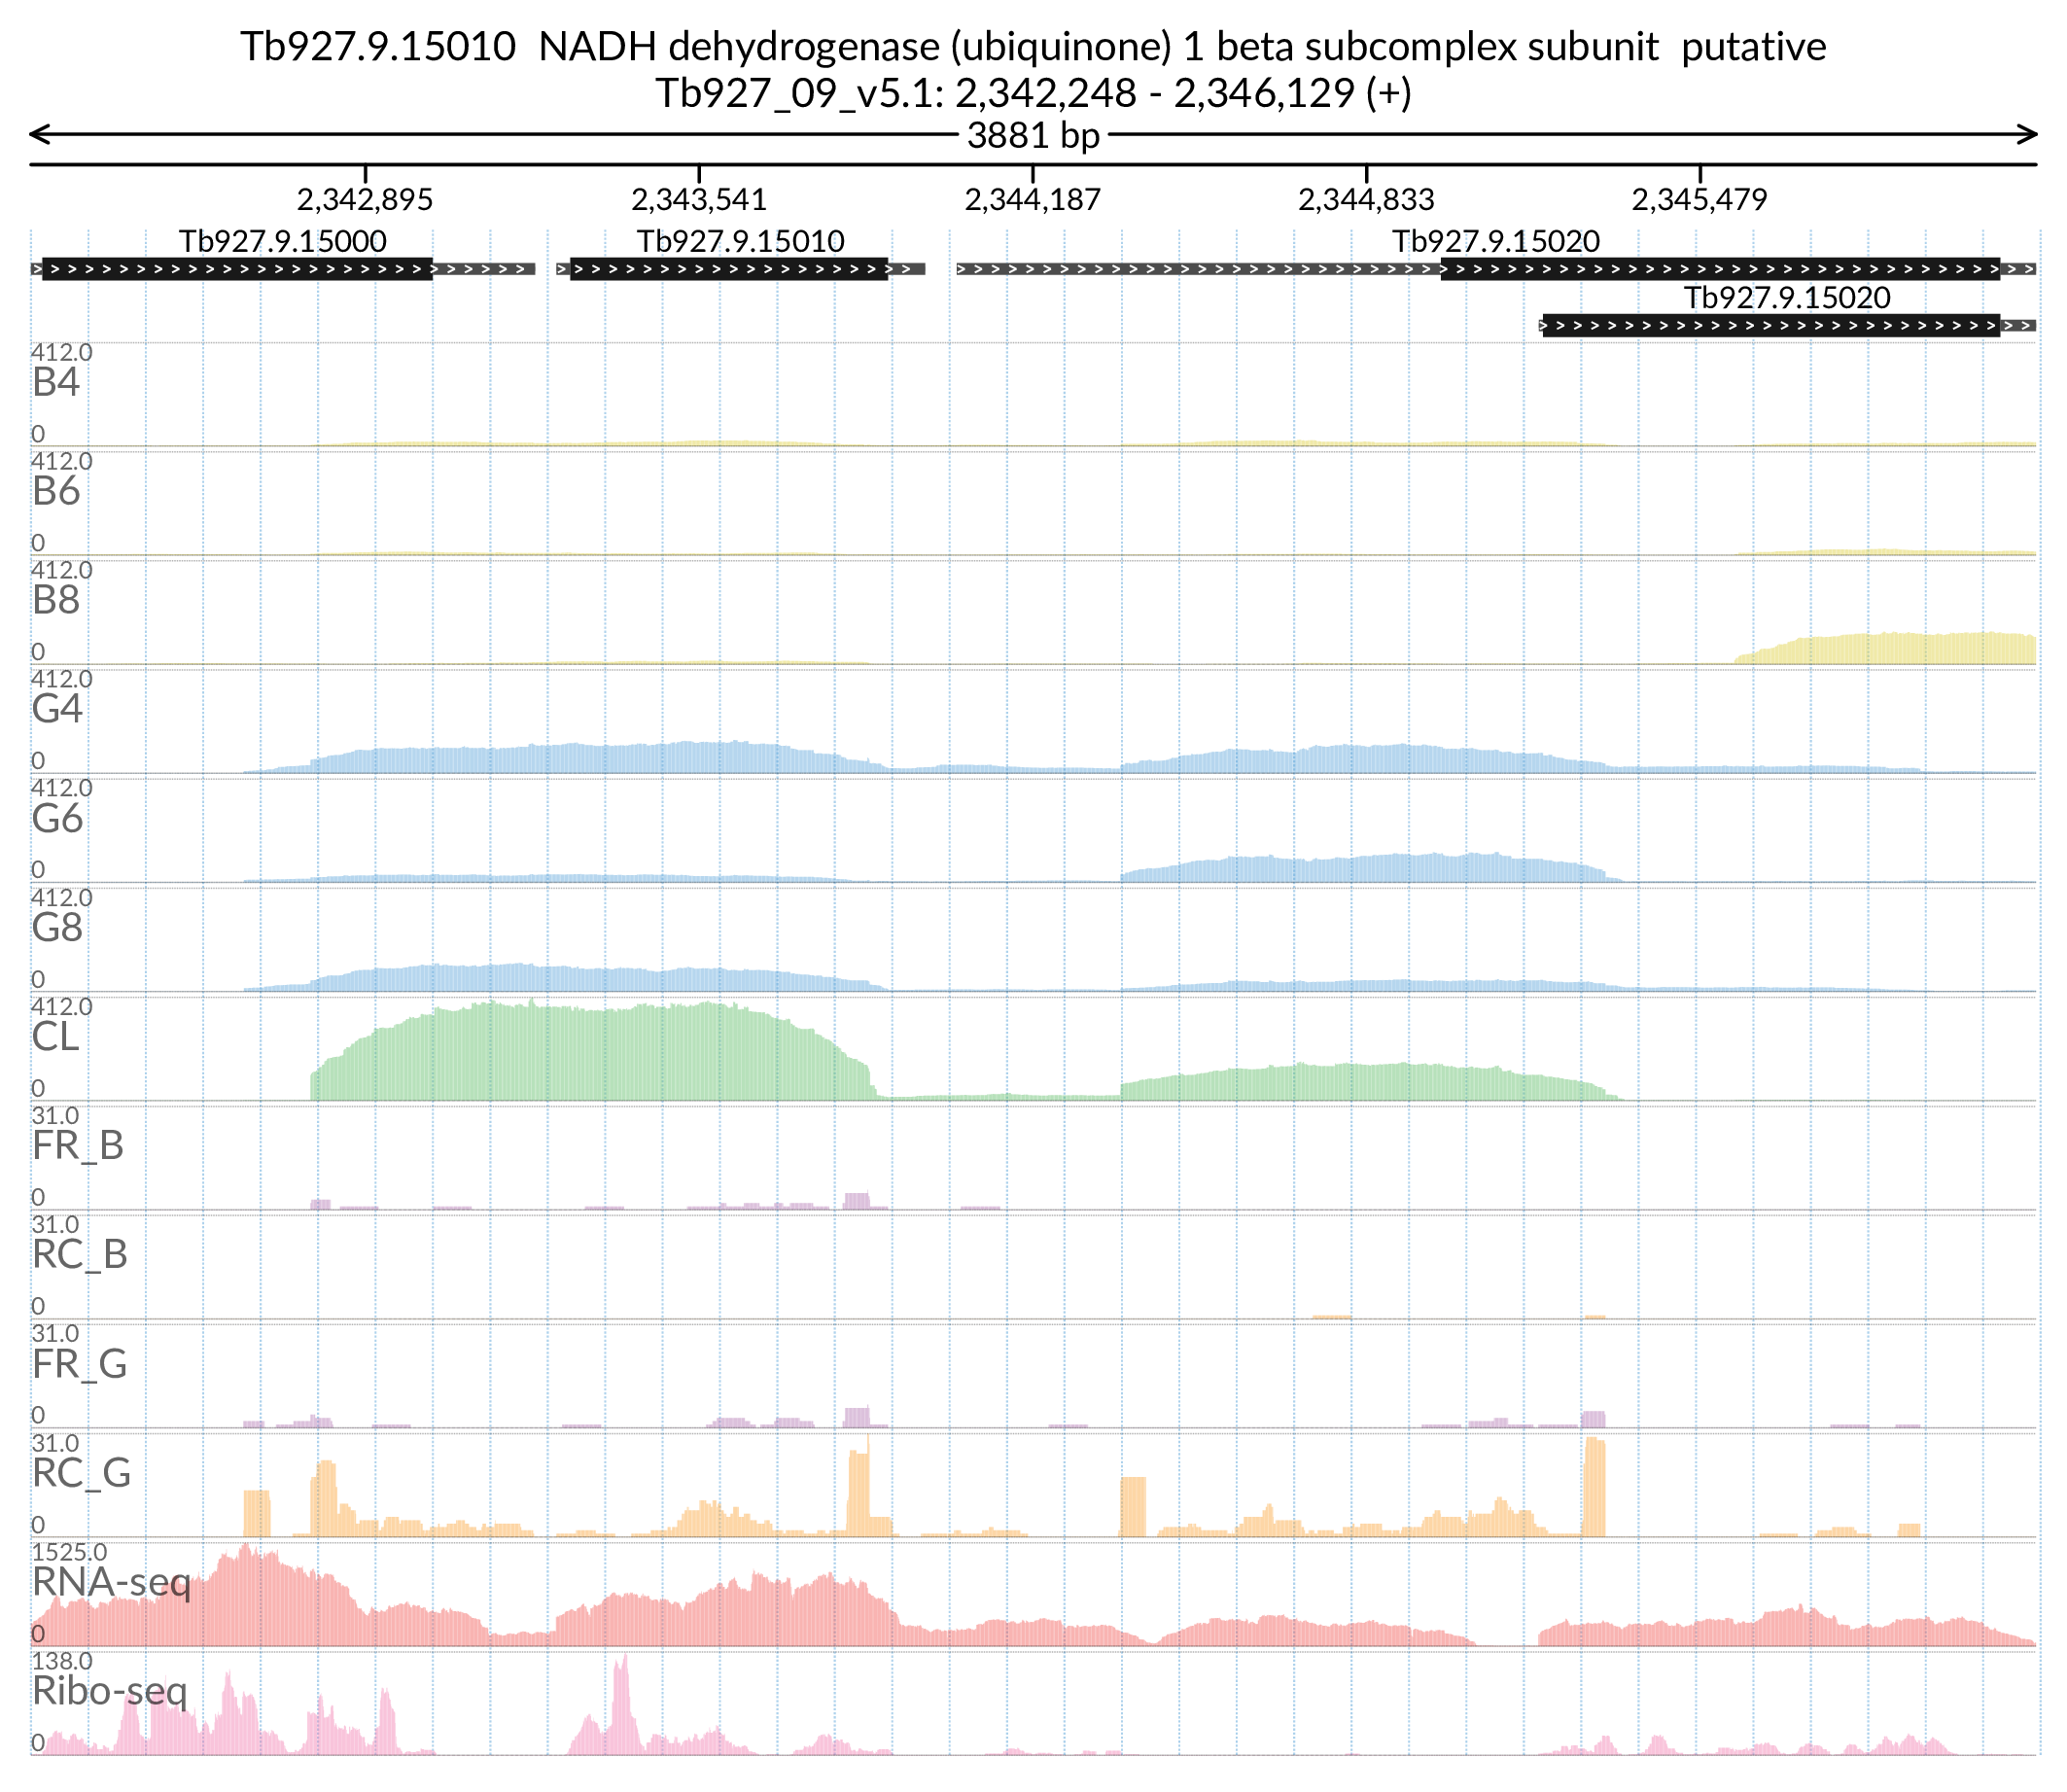 Tb927.9.15010  NADH dehydrogenase (ubiquinone) 1 beta subcomplex subunit  putative
Tb927_09_v5.1: 2,342,248 - 2,346,129 (+)
3881 bp
2,342,895 2,343,541 2,344,187 2,344,833 2,345,479
Tb927.9.15000 Tb927.9.15010 Tb927.9.15020
Tb927.9.15020
412.0
B4
0
412.0
B6
0
412.0
B8
0
412.0
G4
0
412.0
G6
0
412.0
G8
0
412.0
CL
0
31.0
FR_B
0
31.0
RC_B
0
31.0
FR_G
0
31.0
RC_G
0
1525.0
RNA-seq
0
138.0
Ribo-seq
0